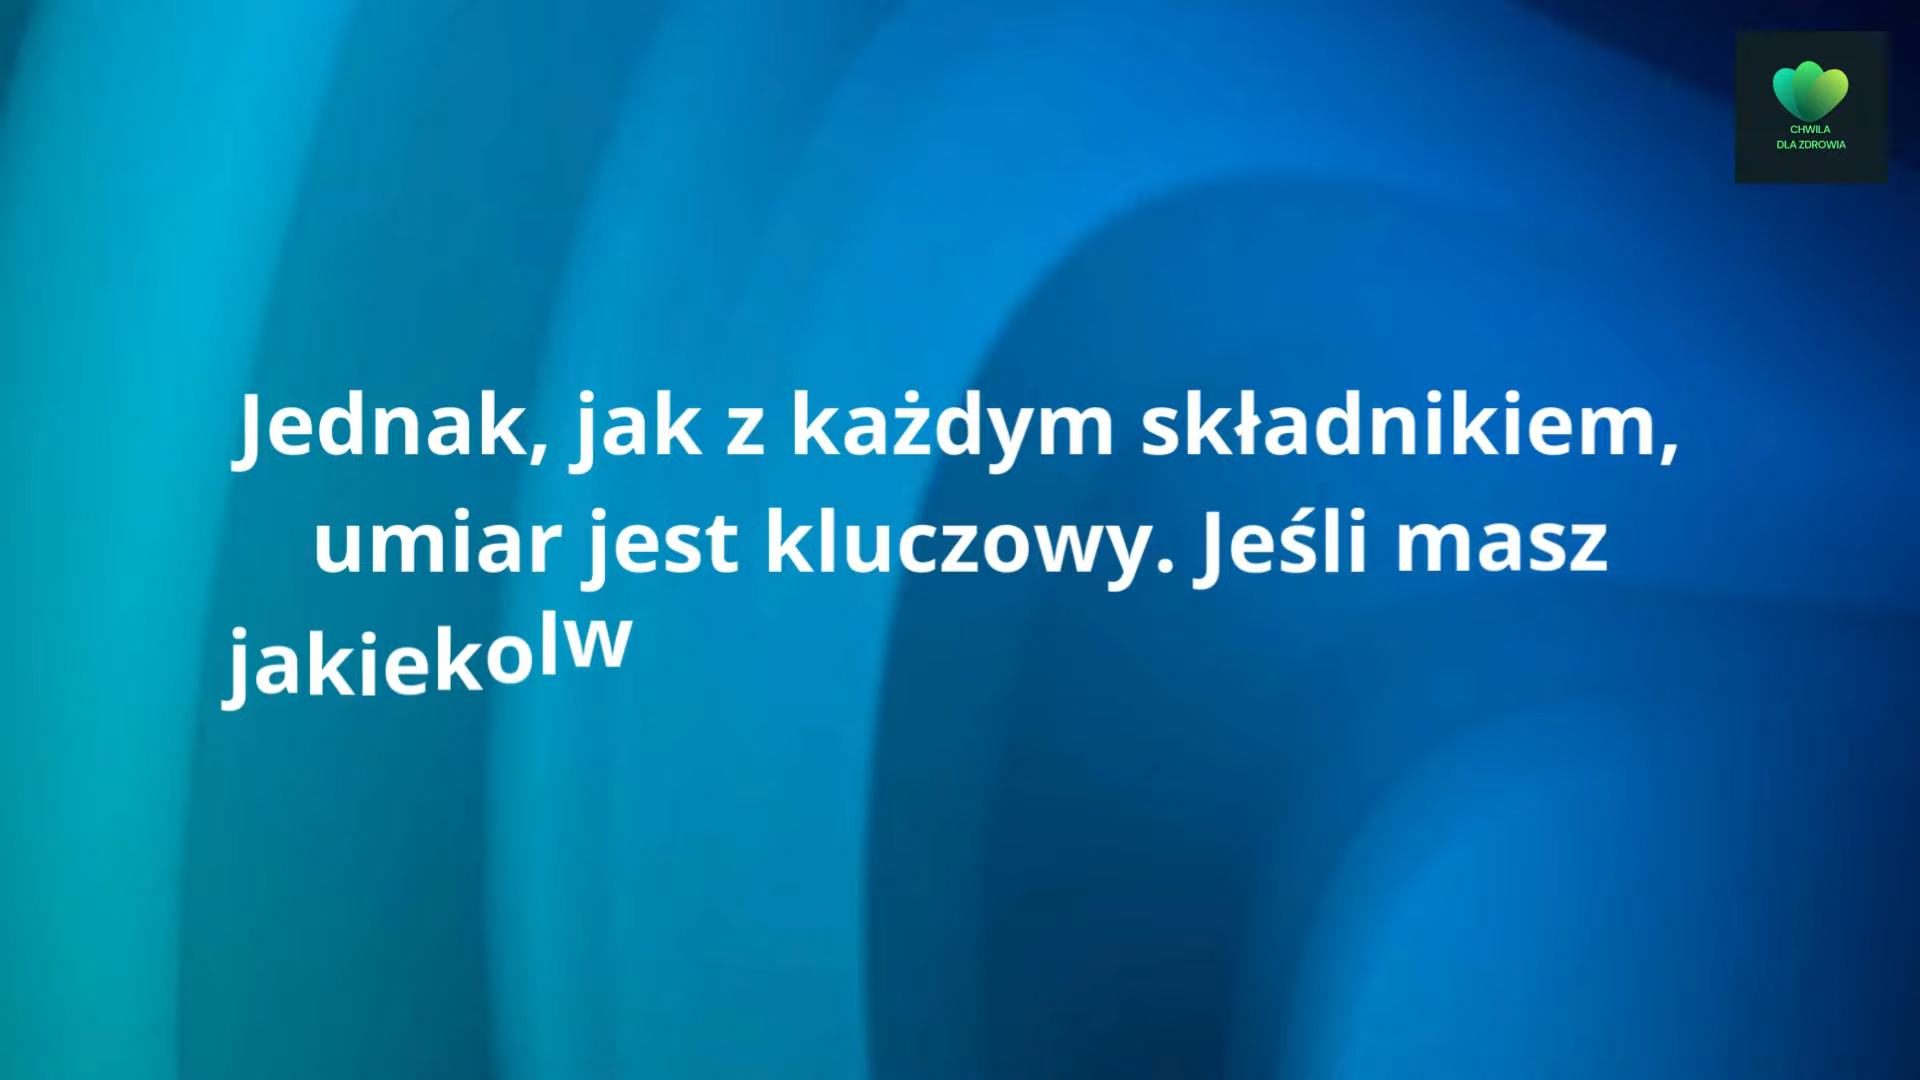 CHWILA
DLA ZDROWIA
Jednak, jak z każdym składnikiem,
umiar jest kluczowy. Jeśli masz
jakiekolw